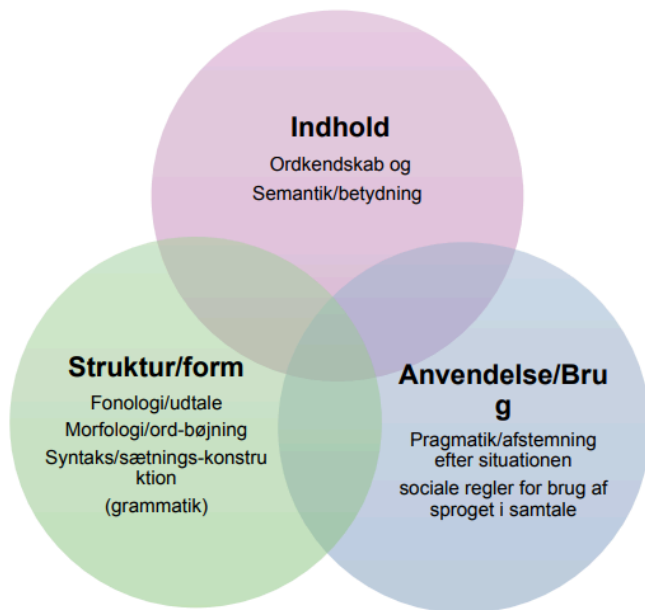 Indhold
Ordkendskab og
Semantik/betydning
Struktur/form
Fonologi/udtale
Morfologi/ord-bøjning
Syntaks/sætnings-konstru
ktion
(grammatik)
Anvendelse/Bru
g
Pragmatik/afstemning
efter situationen
sociale regler for brug af
sproget i samtale